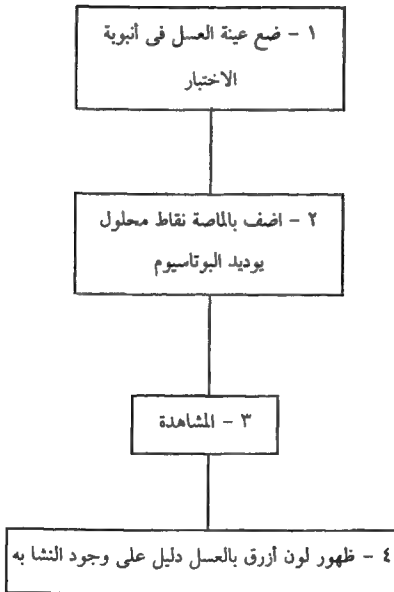 ١ - ضع عينة العسل فى أنبوبة
الاختبار
٢ - اضف بالماصة نقاط محلول
يوديد البوتاسيوم
٣ - المشاهدة
٤ - ظهور لون أزرق بالعسل دليل على وجود النشا به